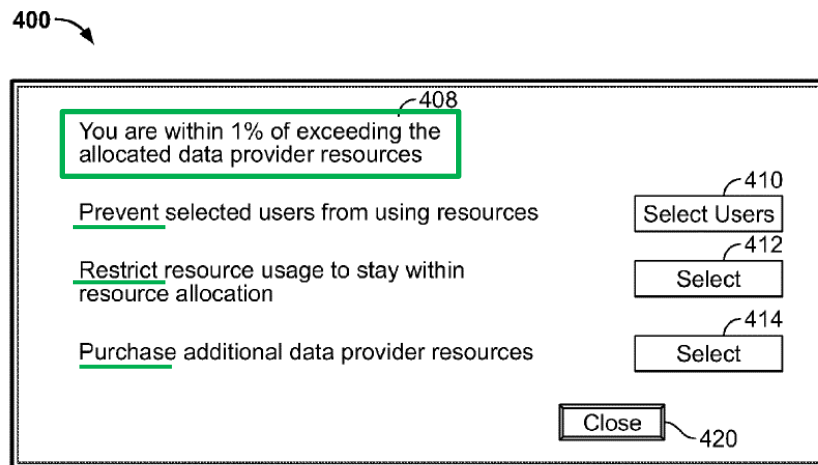 400
408
You are within 1% of exceeding the
allocated data provider resources
410
Prevent selected users from using resources
Select Users
412
Restrict resource usage to stay within
resource allocation
Select
414
Purchase additional data provider resources
Select
Close
420